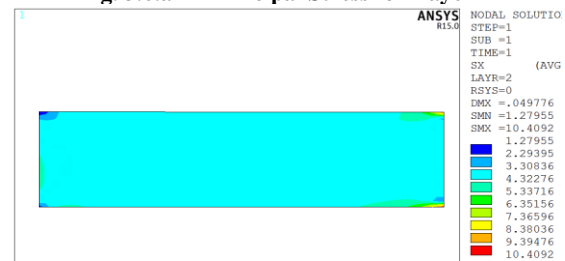 1
ANSYS
R15.0
NODAL SOLUTION
STEP=1
SUB =1
TIME=1
SX (AVG
LAYR=2
RSYS=0
DMX =.049776
SMN =1.27955
SMX =10.4092
1.27955
2.29395
3.30836
4.32276
5.33716
6.35156
7.36596
8.38036
9.39476
10.4092